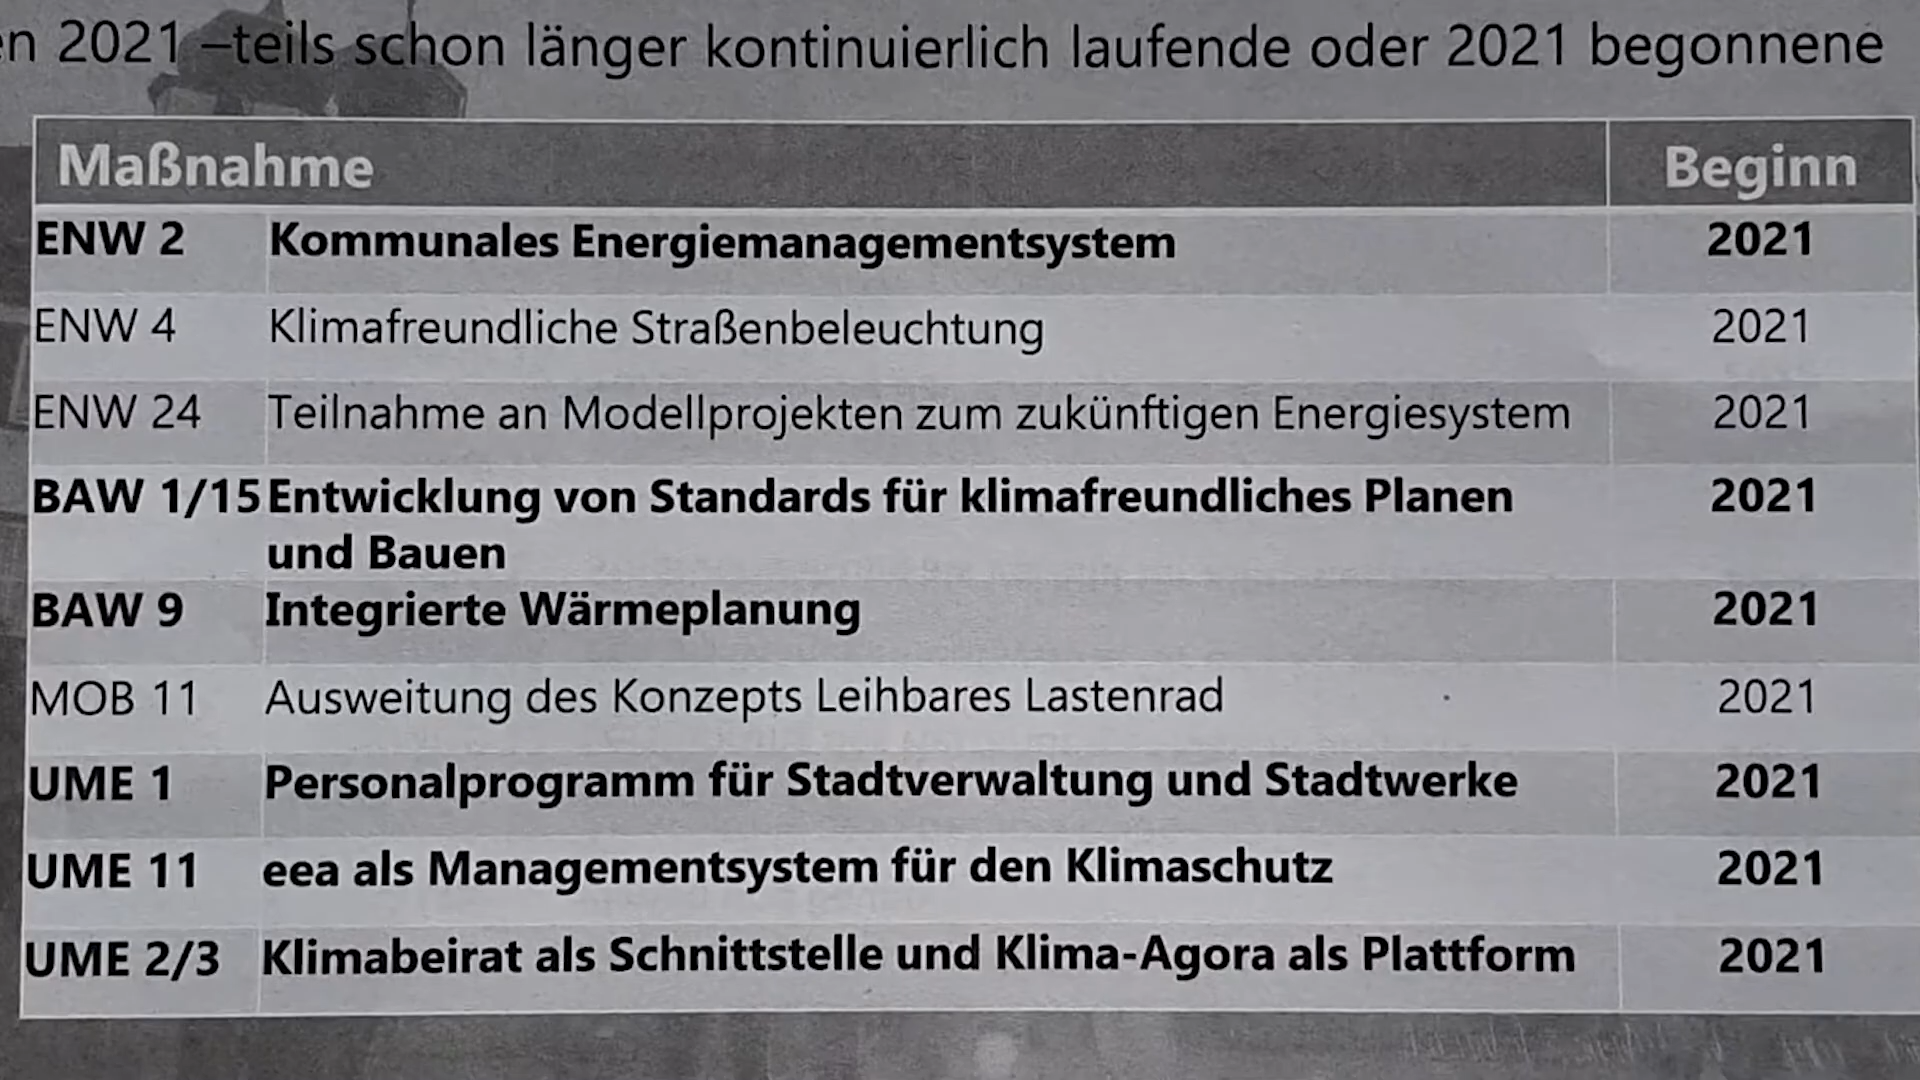 2021 –teils schon länger kontinuierlich laufende oder 2021 begonnene
Maßnahme Beginn
ENW 2 Kommunales Energiemanagementsystem 2021
ENW 4 Klimafreundliche Straßenbeleuchtung 2021
ENW 24 Teilnahme an Modellprojekten zum zukünftigen Energiesystem 2021
BAW 1/15 Entwicklung von Standards für klimafreundliches Planen 2021
und Bauen
BAW 9 Integrierte Wärmeplanung 2021
MOB 11 Ausweitung des Konzepts Leihbares Lastenrad 2021
UME 1 Personalprogramm für Stadtverwaltung und Stadtwerke 2021
UME 11 eea als Managementsystem für den Klimaschutz 2021
UME 2/3 Klimabeirat als Schnittstelle und Klima-Agora als Plattform 2021